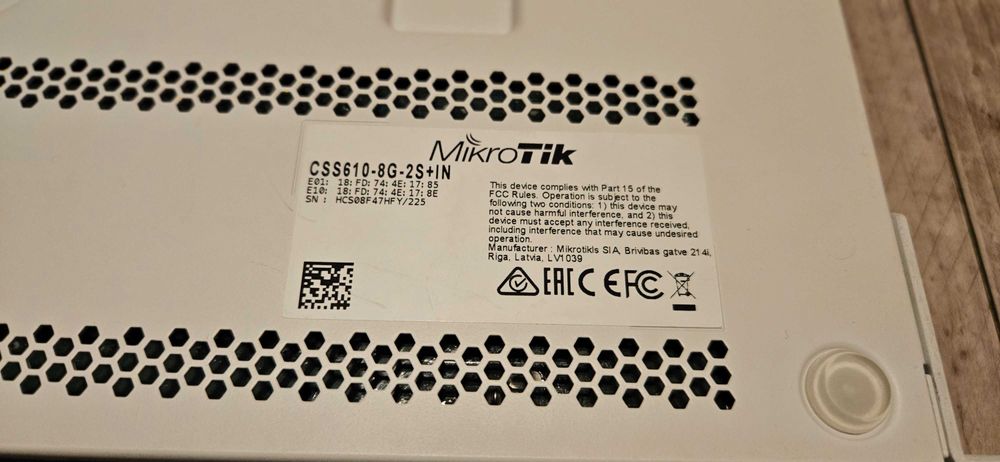 MikroTik
CSS610-8G-2S+IN
E01: 18:FD:74:4E:17:85
E10: 18:FD:74:4E:17:8E
SN : HCS08F47HFY/225
This device complies with Part 15 of the
FCC Rules. Operation is subject to the
following two conditions: 1) this device may
not cause harmful interference, and 2) this
device must accept any interference received,
including interference that may cause undesired
operation.
Manufacturer : Mikrotikls SIA, Brivibas gatve 214i,
Riga, Latvia, LV1039
EAC CE FC